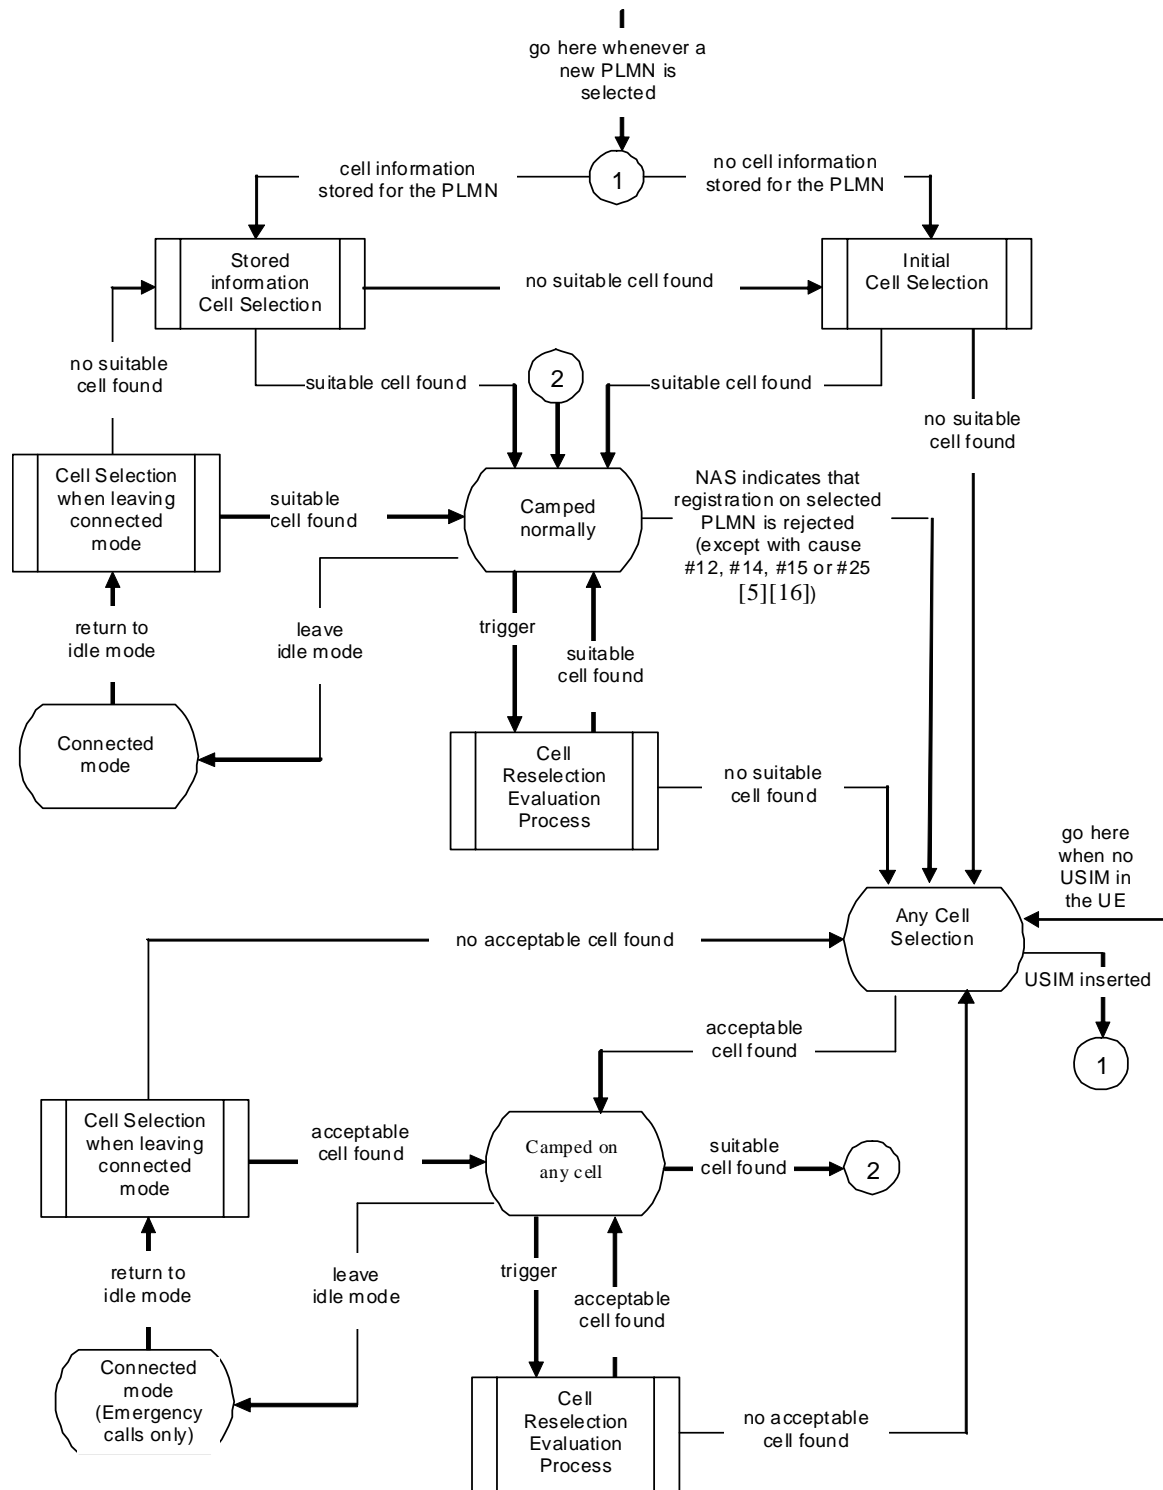 go here whenever a
new PLMN is
selected
cell information
stored for the PLMN
1
no cell information
stored for the PLMN
Stored
information
Cell Selection
no suitable cell found
Initial
Cell Selection
no suitable
cell found
suitable cell found
2
suitable cell found
no suitable
cell found
Cell Selection
when leaving
connected
mode
suitable
cell found
Camped
normally
NAS indicates that
registration on selected
PLMN is rejected
(except with cause
#12, #14, #15 or #25
[5][16])
return to
idle mode
leave
idle mode
trigger
suitable
cell found
Connected
mode
Cell
Reselection
Evaluation
Process
no suitable
cell found
go here
when no
USIM in
the UE
Any Cell
Selection
no acceptable cell found
USIM inserted
acceptable
cell found
1
Cell Selection
when leaving
connected
mode
acceptable
cell found
Camped on
any cell
suitable
cell found
2
return to
idle mode
leave
idle mode
trigger
acceptable
cell found
Connected
mode
(Emergency
calls only)
Cell
Reselection
Evaluation
Process
no acceptable
cell found